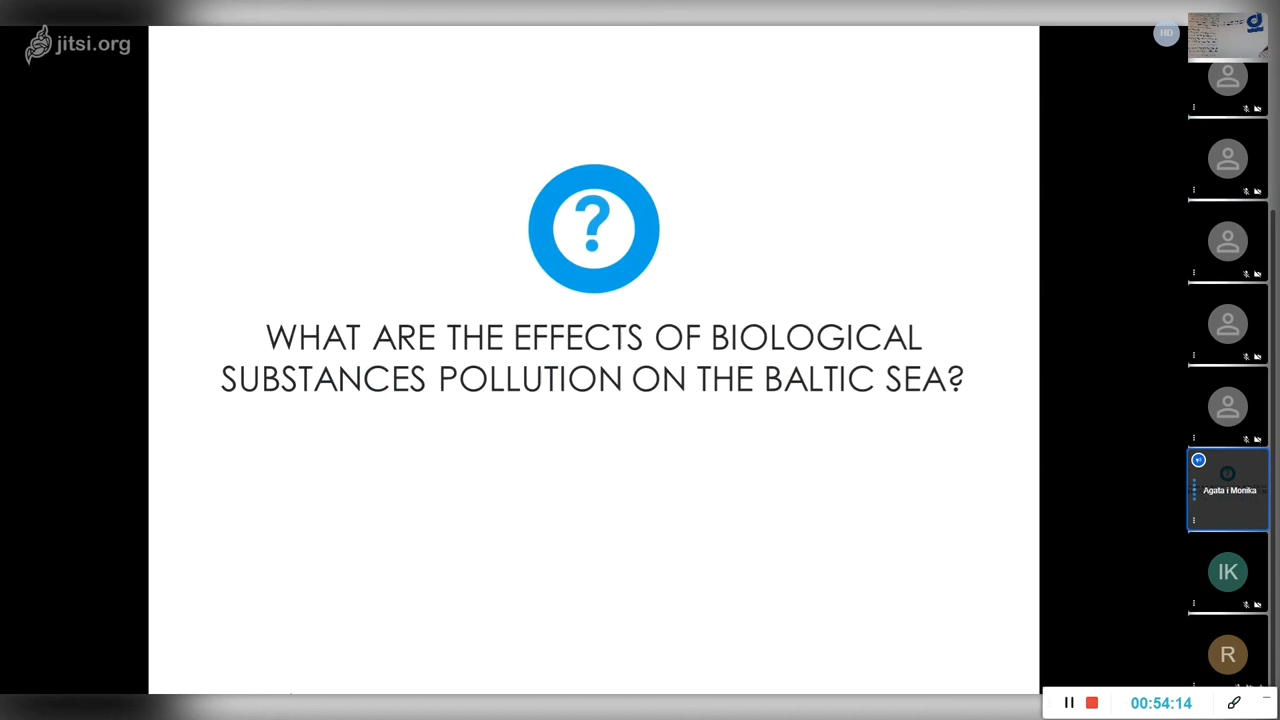 jitsi.org
HD
?
WHAT ARE THE EFFECTS OF BIOLOGICAL
SUBSTANCES POLLUTION ON THE BALTIC SEA?
Agata i Monika
IK
R
00:54:14